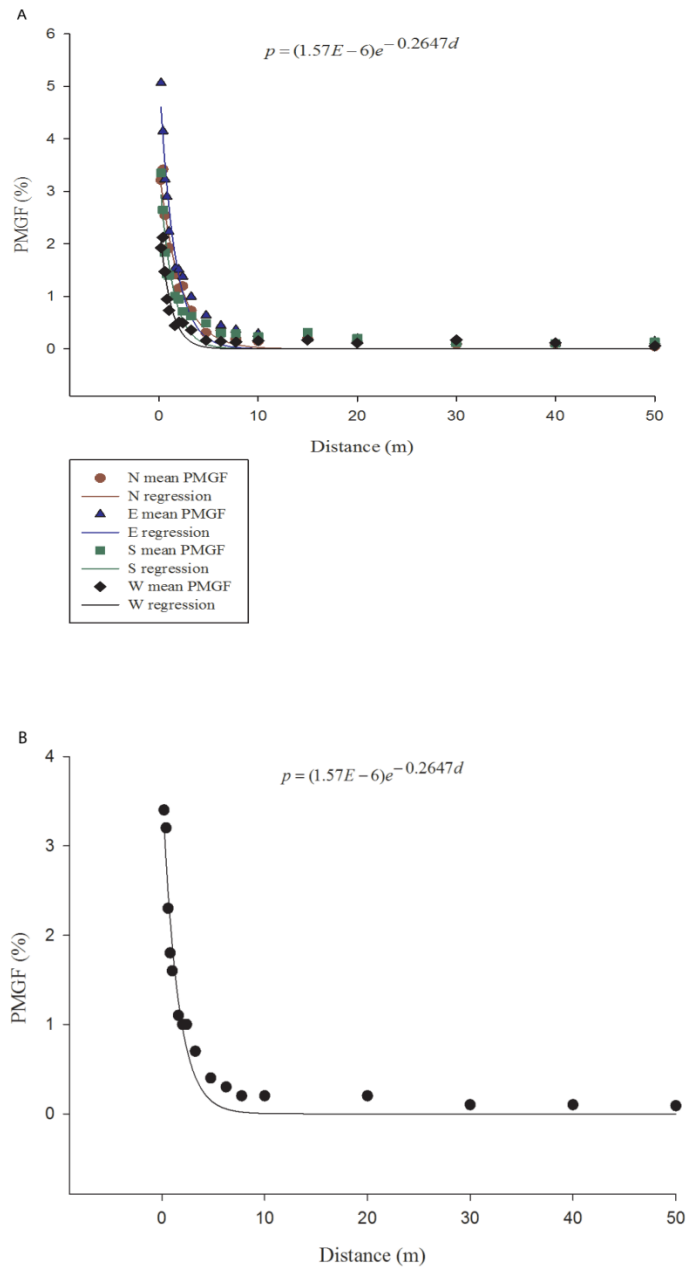 A
p = (1.57E − 6)e^−0.2647d
6
5
4
3
2
1
0
PMGF (%)
0 10 20 30 40 50
Distance (m)
N mean PMGF
N regression
E mean PMGF
E regression
S mean PMGF
S regression
W mean PMGF
W regression
B
p = (1.57E − 6)e^−0.2647d
4
3
2
1
0
PMGF (%)
0 10 20 30 40 50
Distance (m)